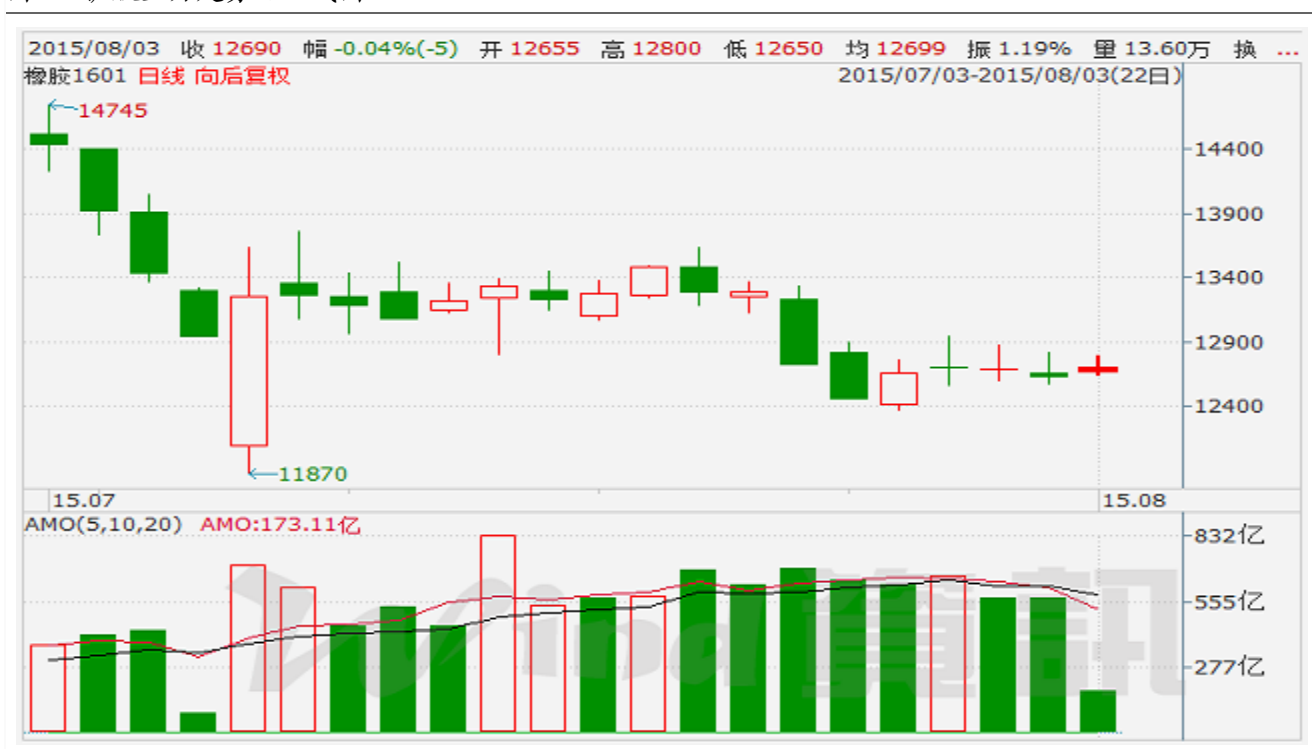 2015/08/03 收 12690 幅 -0.04%(-5) 开 12655 高 12800 低 12650 均 12699 振 1.19% 量 13.60万 换 ...
橡胶1601 日线 向后复权 2015/07/03-2015/08/03(22日)
14745
14400
13900
13400
12900
12400
11870
15.07 15.08
AMO(5,10,20) AMO:173.11亿
832亿
555亿
277亿
Wind 資訊